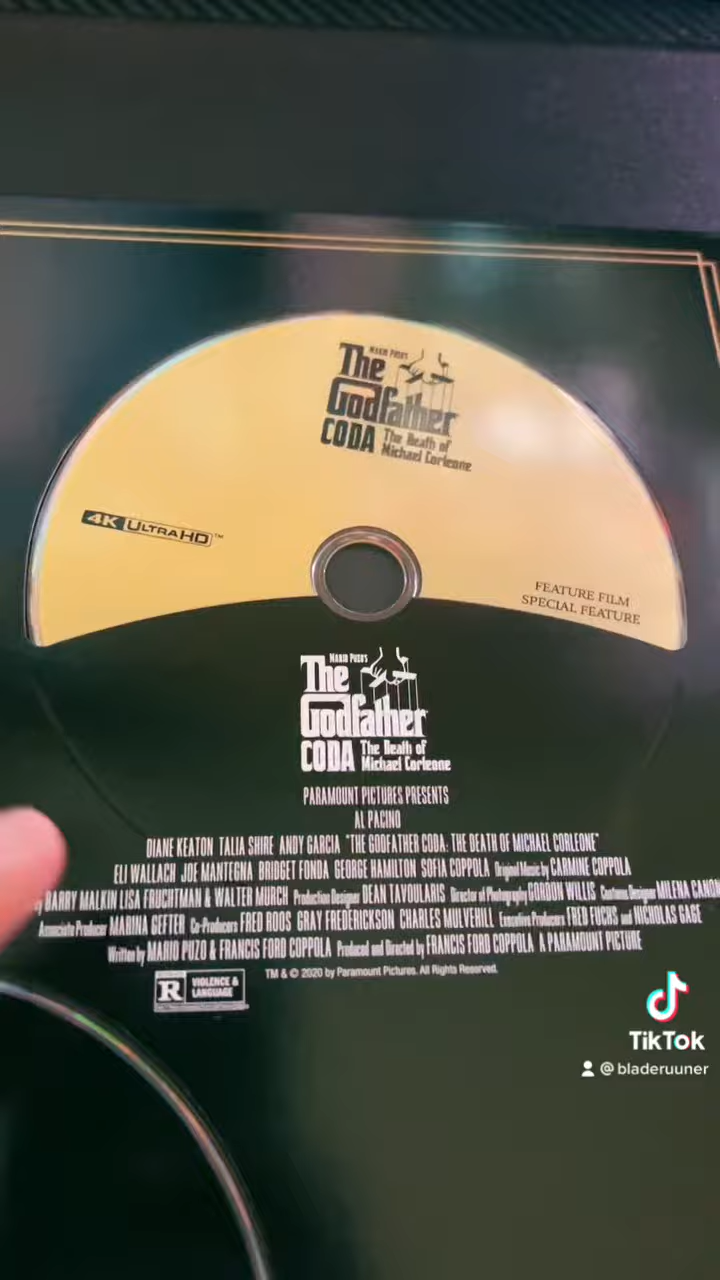 MARIO PUZO'S
The
Godfather
CODA The Death of
Michael Corleone
4K ULTRA HD™
FEATURE FILM
SPECIAL FEATURE
MARIO PUZO'S
The
Godfather
CODA The Death of
Michael Corleone
PARAMOUNT PICTURES PRESENTS
AL PACINO
DIANE KEATON TALIA SHIRE ANDY GARCIA "THE GODFATHER CODA: THE DEATH OF MICHAEL CORLEONE"
ELI WALLACH JOE MANTEGNA BRIDGET FONDA GEORGE HAMILTON SOFIA COPPOLA Original Music by CARMINE COPPOLA
by BARRY MALKIN LISA FRUCHTMAN & WALTER MURCH Production Designer DEAN TAVOULARIS Director of Photography GORDON WILLIS Costume Designer MILENA CANON
Associate Producer MARINA GEFTER Co-Producers FRED ROOS GRAY FREDERICKSON CHARLES MULVEHILL Executive Producers FRED FUCHS and NICHOLAS GAGE
Written by MARIO PUZO & FRANCIS FORD COPPOLA Produced and Directed by FRANCIS FORD COPPOLA A PARAMOUNT PICTURE
TM & © 2020 by Paramount Pictures. All Rights Reserved.
R VIOLENCE &
LANGUAGE
TikTok
@bladeruuner